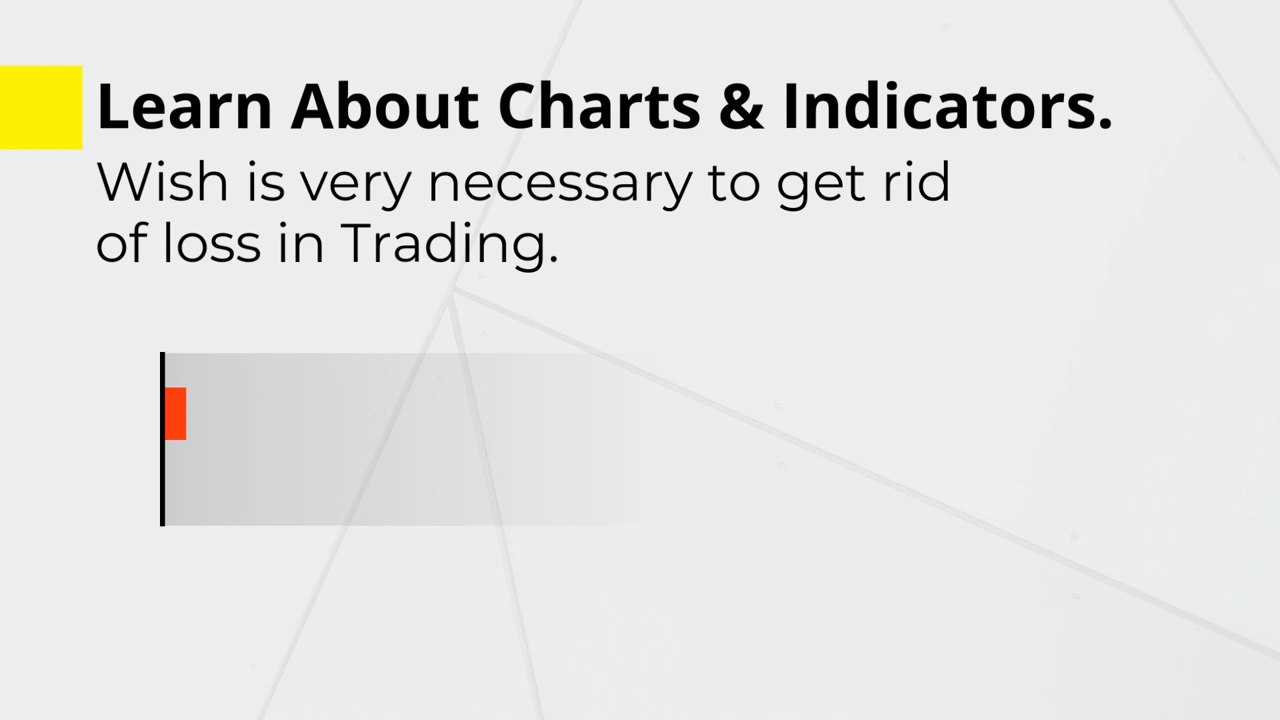 Learn About Charts & Indicators.
Wish is very necessary to get rid
of loss in Trading.